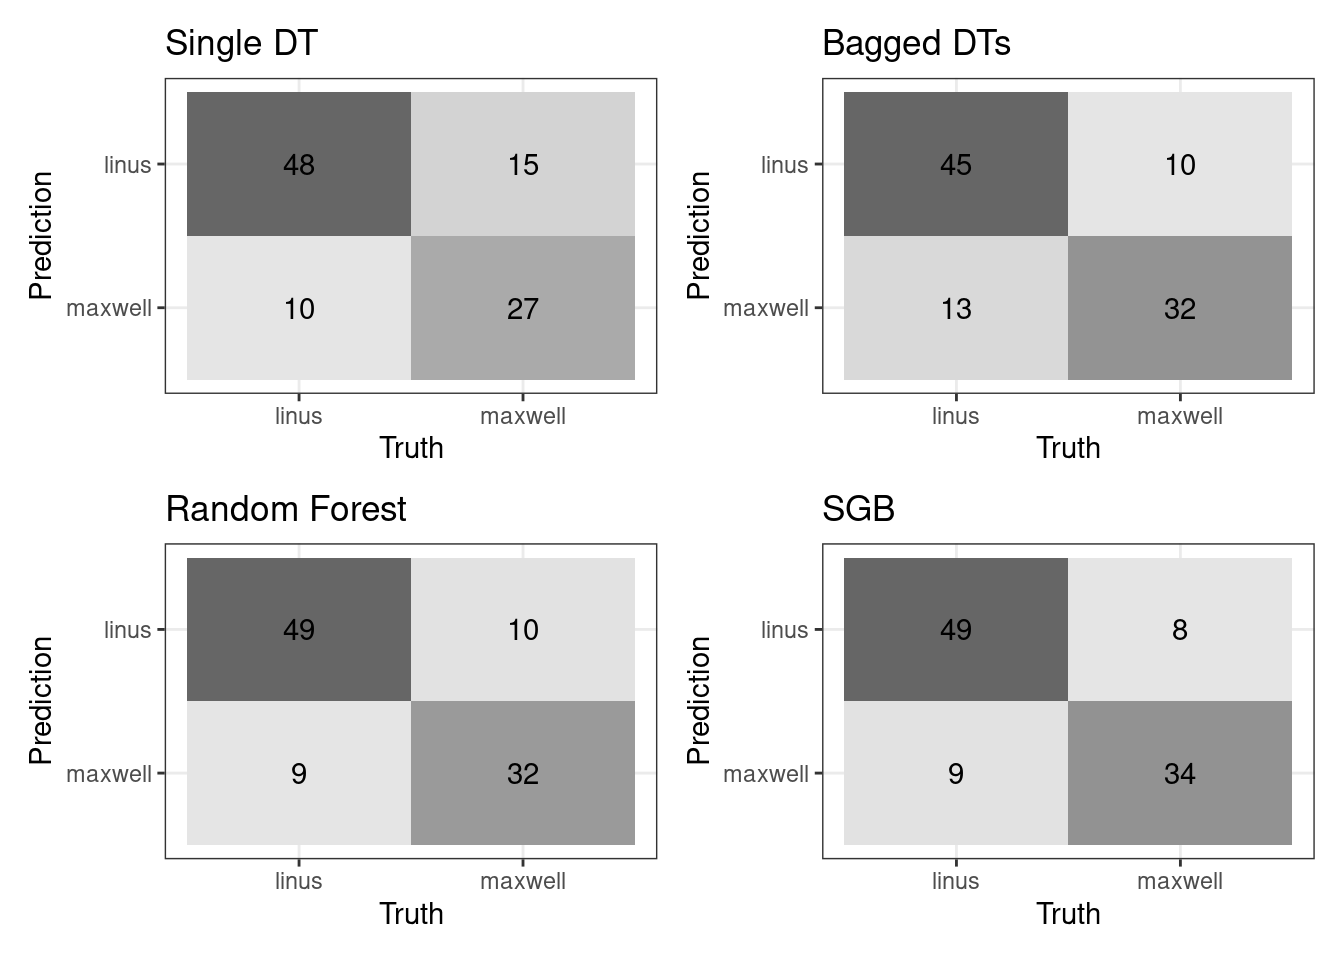 Single DT
Prediction
linus
48
15
maxwell
10
27
linus
maxwell
Truth
Bagged DTs
Prediction
linus
45
10
maxwell
13
32
linus
maxwell
Truth
Random Forest
Prediction
linus
49
10
maxwell
9
32
linus
maxwell
Truth
SGB
Prediction
linus
49
8
maxwell
9
34
linus
maxwell
Truth